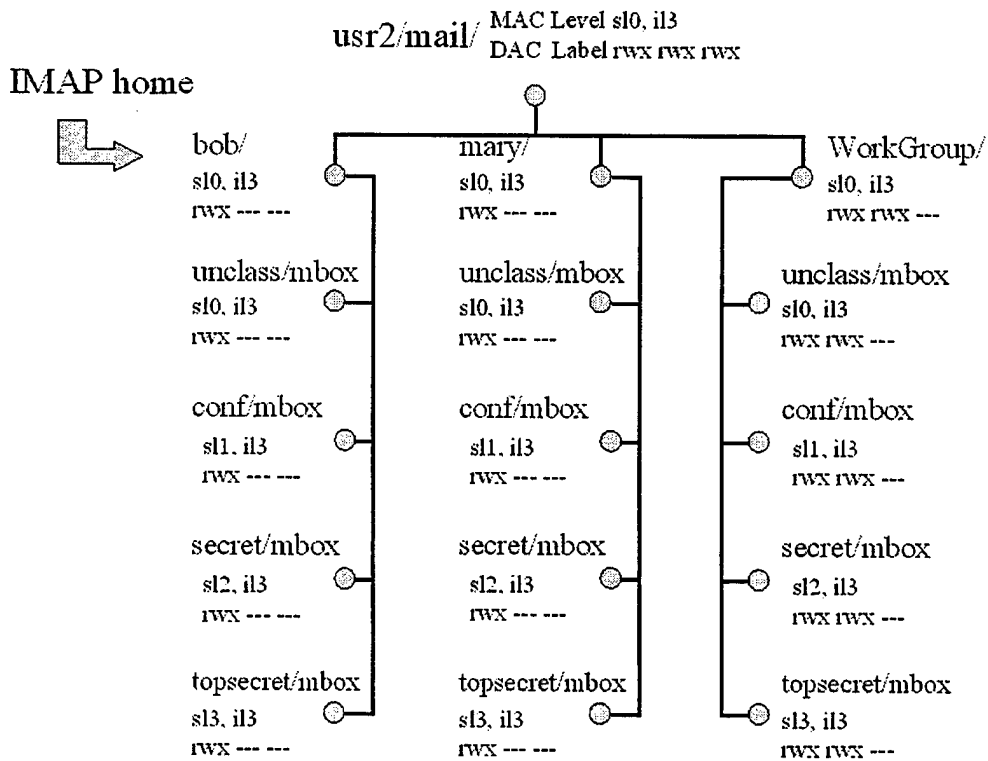 usr2/mail/ MAC Level sl0, il3
DAC Label rwx rwx rwx
IMAP home
bob/
sl0, il3
rwx --- ---
mary/
sl0, il3
rwx --- ---
WorkGroup/
sl0, il3
rwx rwx ---
unclass/mbox
sl0, il3
rwx --- ---
unclass/mbox
sl0, il3
rwx --- ---
unclass/mbox
sl0, il3
rwx rwx ---
conf/mbox
sl1, il3
rwx --- ---
conf/mbox
sl1, il3
rwx --- ---
conf/mbox
sl1, il3
rwx rwx ---
secret/mbox
sl2, il3
rwx --- ---
secret/mbox
sl2, il3
rwx --- ---
secret/mbox
sl2, il3
rwx rwx ---
topsecret/mbox
sl3, il3
rwx --- ---
topsecret/mbox
sl3, il3
rwx --- ---
topsecret/mbox
sl3, il3
rwx rwx ---